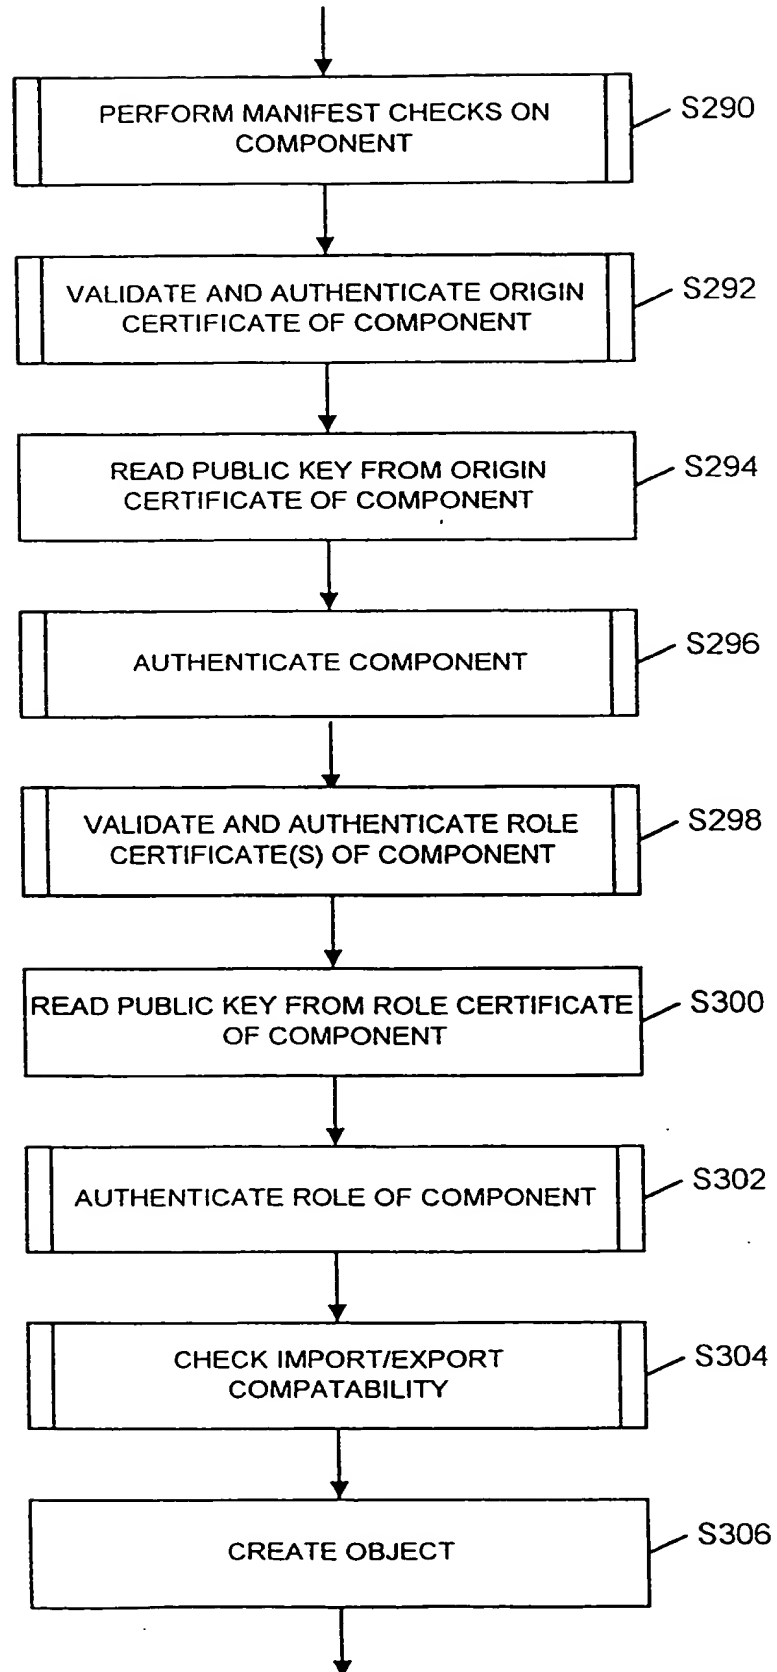 PERFORM MANIFEST CHECKS ON
COMPONENT
S290
VALIDATE AND AUTHENTICATE ORIGIN
CERTIFICATE OF COMPONENT
S292
READ PUBLIC KEY FROM ORIGIN
CERTIFICATE OF COMPONENT
S294
AUTHENTICATE COMPONENT
S296
VALIDATE AND AUTHENTICATE ROLE
CERTIFICATE(S) OF COMPONENT
S298
READ PUBLIC KEY FROM ROLE CERTIFICATE
OF COMPONENT
S300
AUTHENTICATE ROLE OF COMPONENT
S302
CHECK IMPORT/EXPORT
COMPATABILITY
S304
CREATE OBJECT
S306